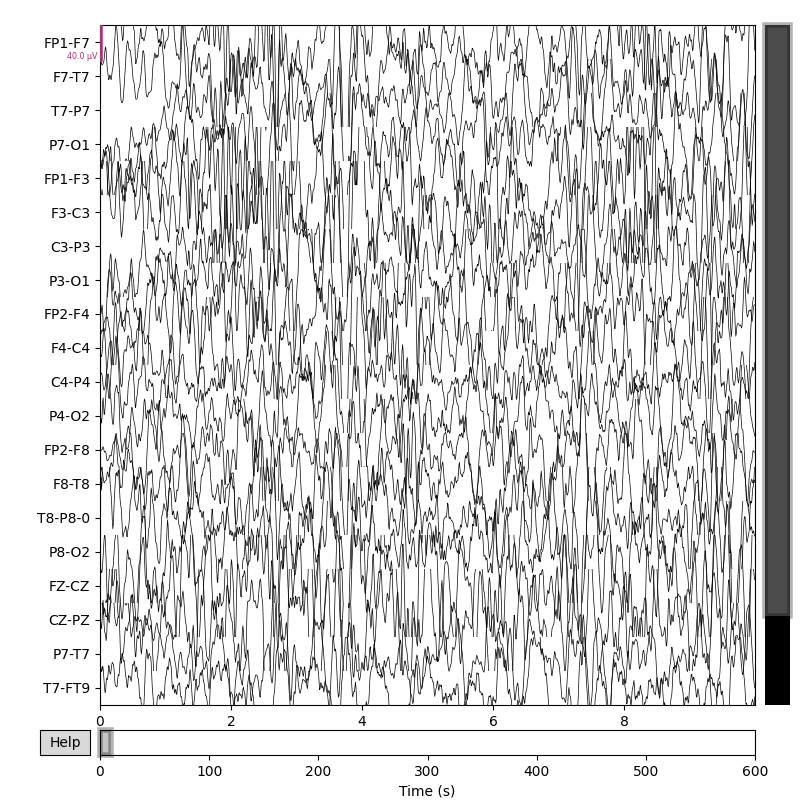 FP1-F7
40.0 µV
F7-T7
T7-P7
P7-O1
FP1-F3
F3-C3
C3-P3
P3-O1
FP2-F4
F4-C4
C4-P4
P4-O2
FP2-F8
F8-T8
T8-P8-0
P8-O2
FZ-CZ
CZ-PZ
P7-T7
T7-FT9
0 2 4 6 8
Help
0 100 200 300 400 500 600
Time (s)